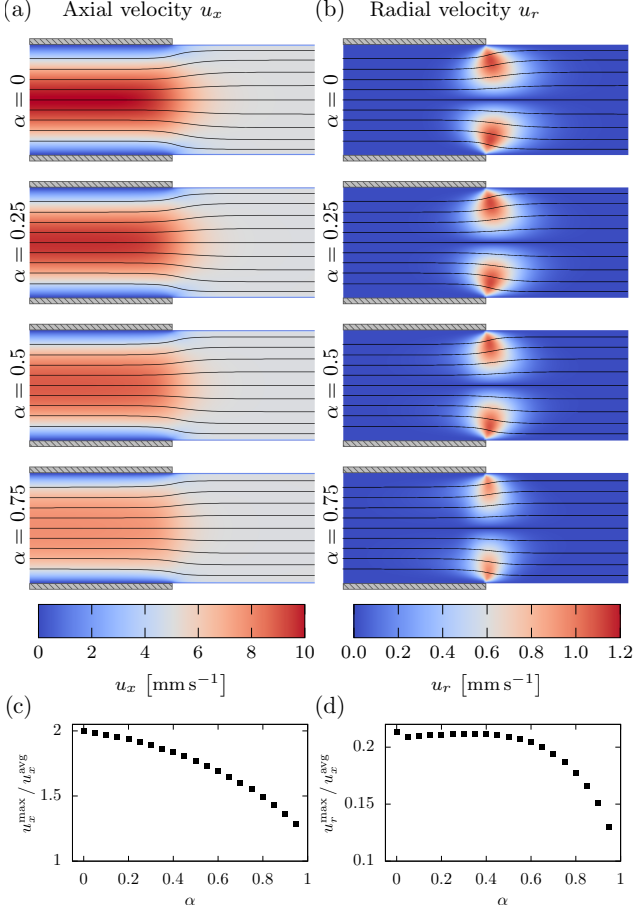 (a) Axial velocity u_x
(b) Radial velocity u_r
α = 0
α = 0
α = 0.25
α = 0.25
α = 0.5
α = 0.5
α = 0.75
α = 0.75
0 2 4 6 8 10
0.0 0.2 0.4 0.6 0.8 1.0 1.2
u_x [mm s⁻¹]
u_r [mm s⁻¹]
(c)
(d)
u_x^max / u_x^avg
2
1.5
1
0 0.2 0.4 0.6 0.8 1
α
u_r^max / u_x^avg
0.2
0.15
0.1
0 0.2 0.4 0.6 0.8 1
α